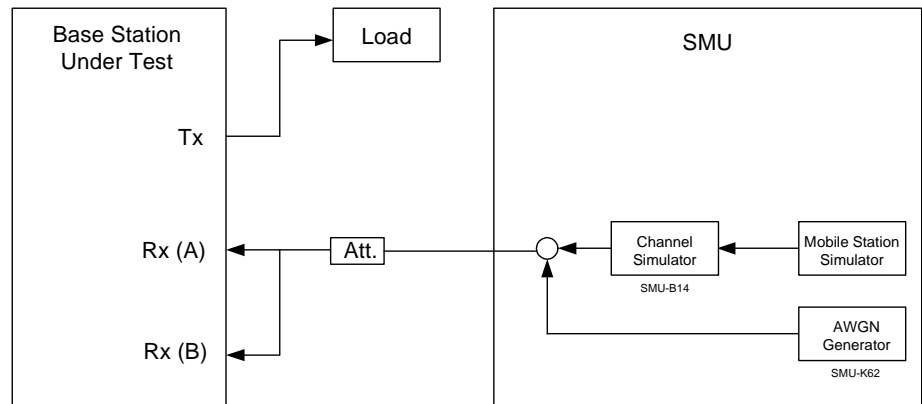 Base Station
Under Test
Load
SMU
Tx
Rx (A)
Att.
Channel
Simulator
Mobile Station
Simulator
SMU-B14
Rx (B)
AWGN
Generator
SMU-K62